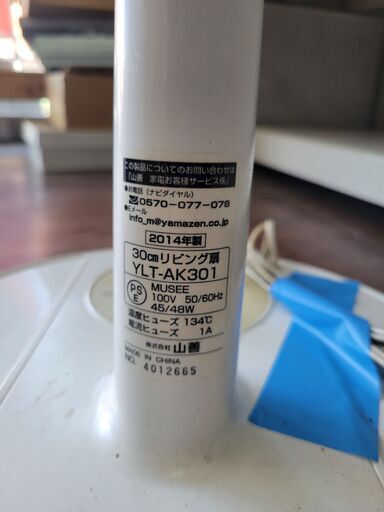 この製品についてのお問い合わせは
「山善 家電お客様サービス係」
●お電話(ナビダイヤル)
☎0570-077-078
●Eメール
info_m@yamazen.co.jp
2014年製
30cmリビング扇
YLT-AK301
PSE
MUSEE
100V 50/60Hz
45/48W
温度ヒューズ 134℃
電流ヒューズ 1A
株式会社 山善
MADE IN CHINA
NO. 4012665